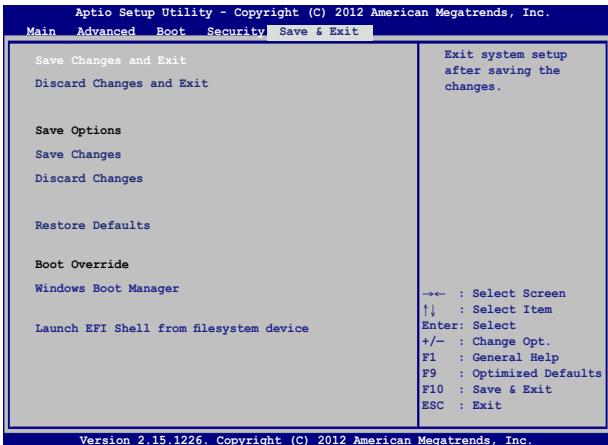 Aptio Setup Utility - Copyright (C) 2012 American Megatrends, Inc.
Main Advanced Boot Security Save & Exit
Save Changes and Exit
Discard Changes and Exit
Save Options
Save Changes
Discard Changes
Restore Defaults
Boot Override
Windows Boot Manager
Launch EFI Shell from filesystem device
Exit system setup
after saving the
changes.
→← : Select Screen
↑↓ : Select Item
Enter: Select
+/— : Change Opt.
F1 : General Help
F9 : Optimized Defaults
F10 : Save & Exit
ESC : Exit
Version 2.15.1226. Copyright (C) 2012 American Megatrends, Inc.